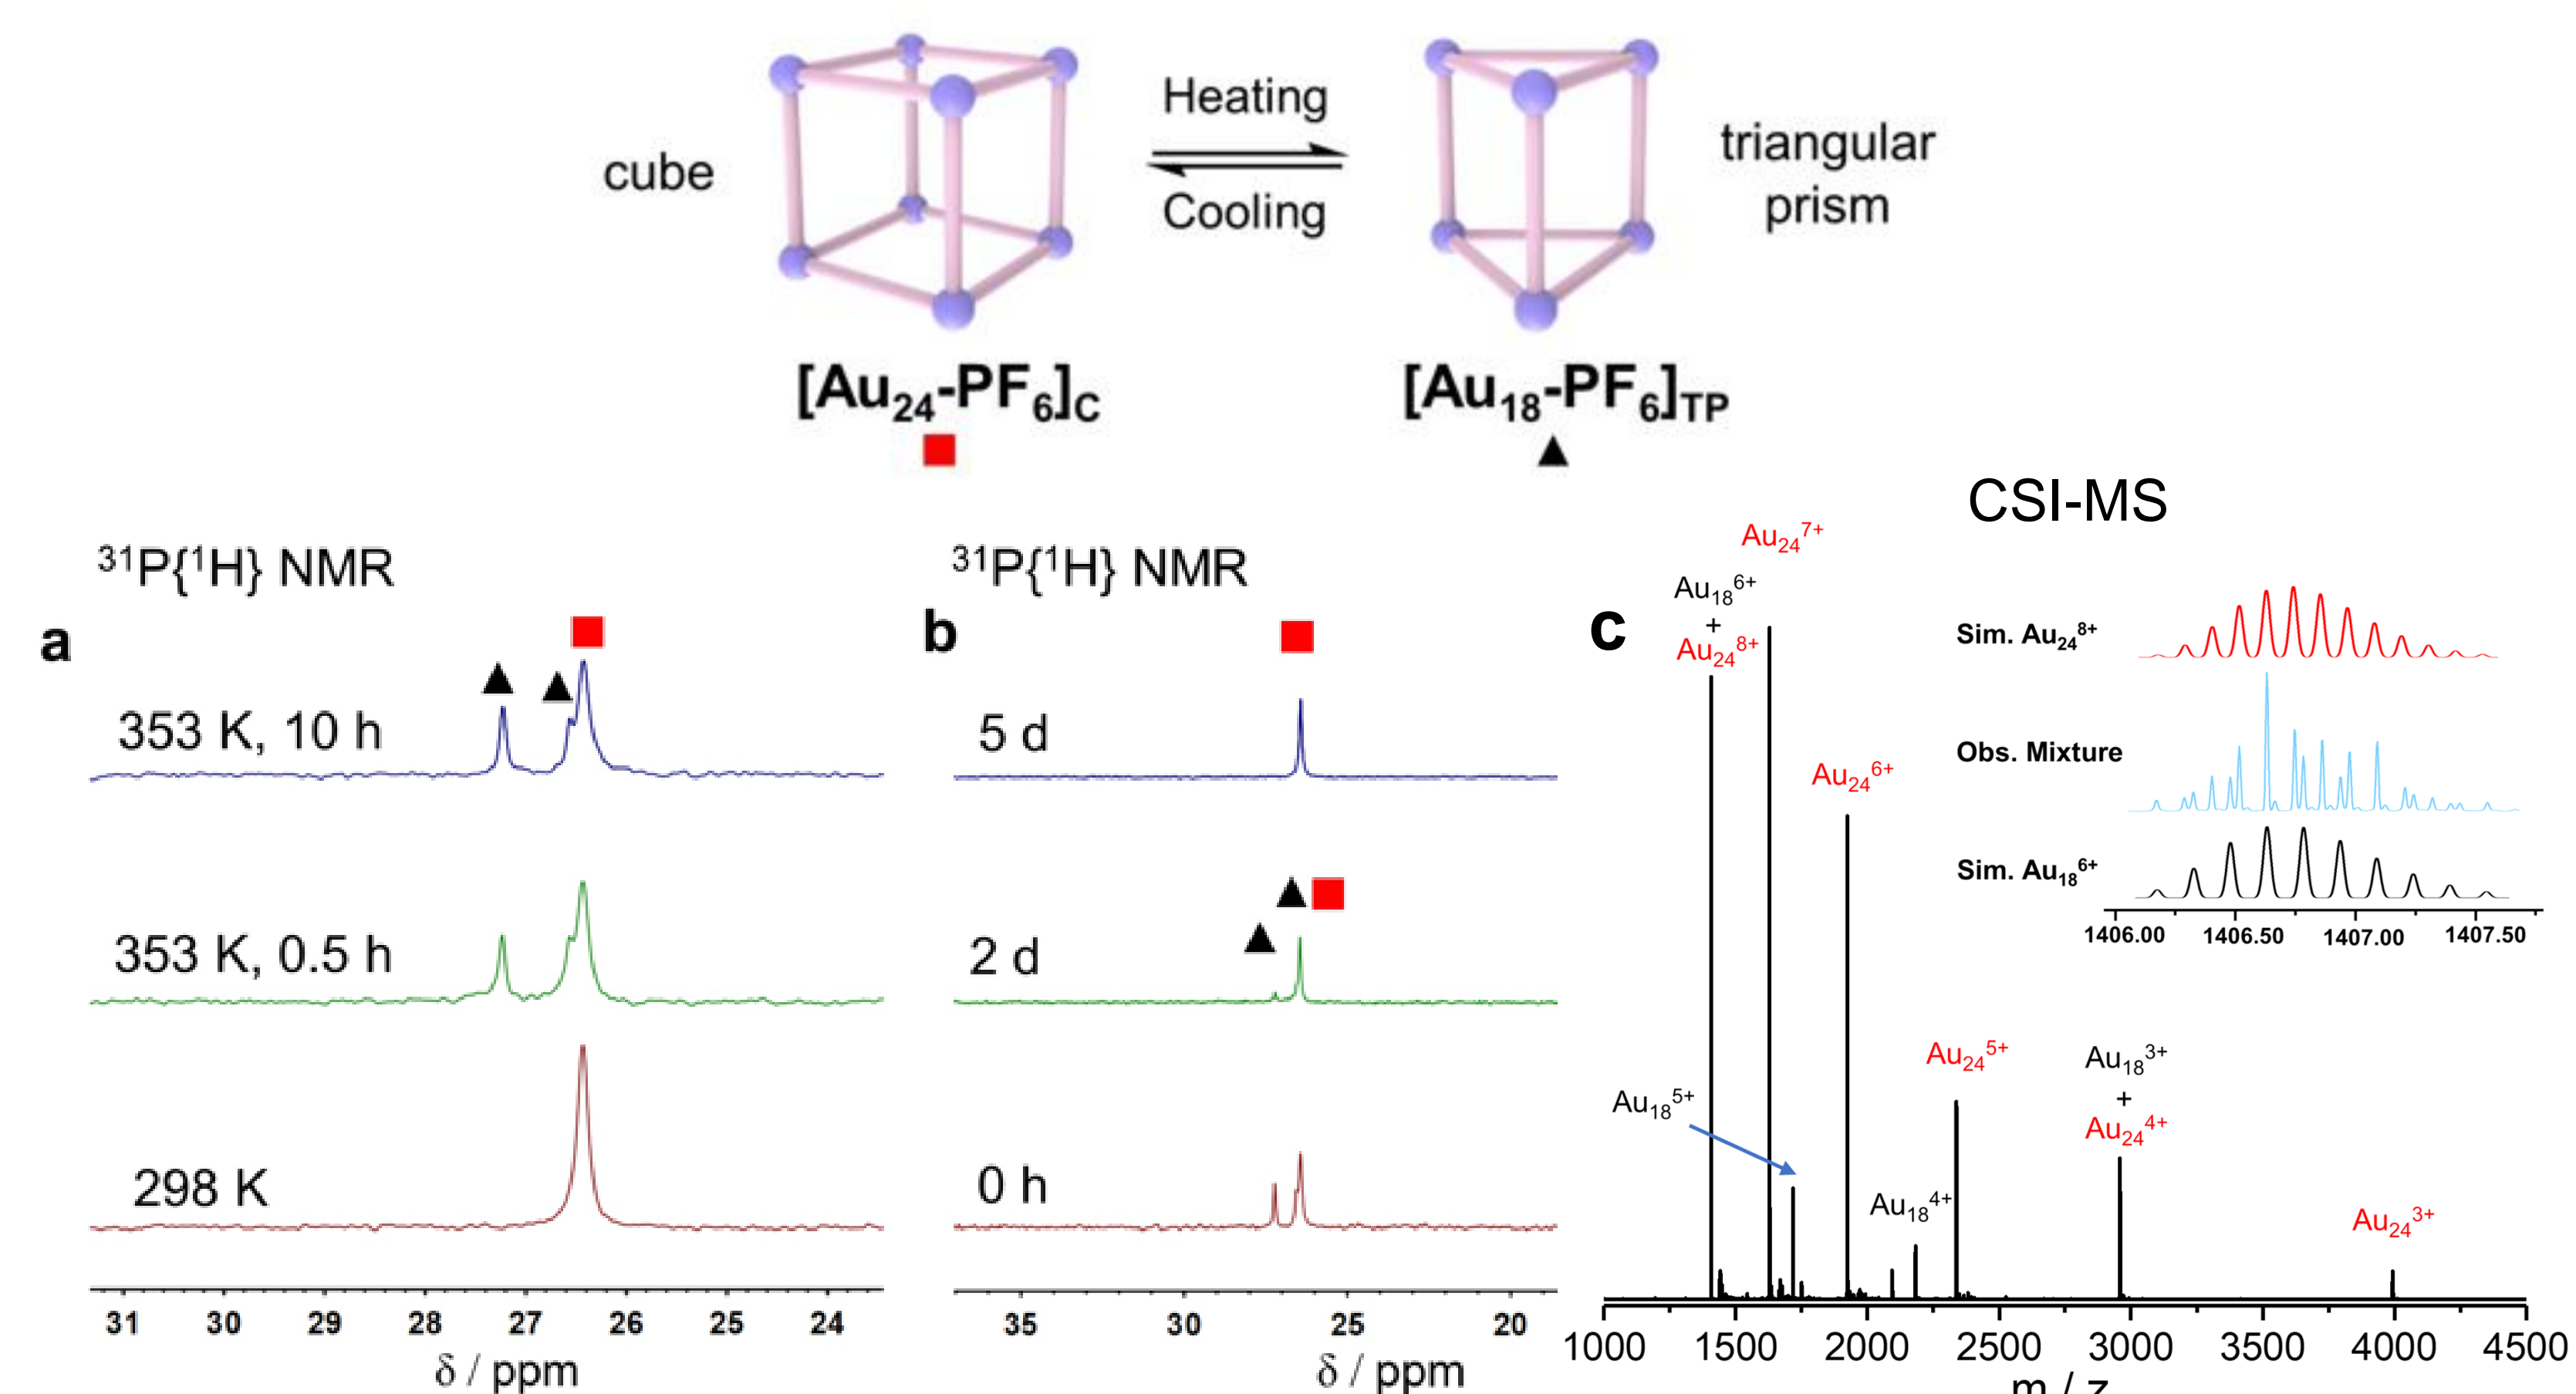 cube
Heating
Cooling
triangular
prism
[Au₂₄-PF₆]C
[Au₁₈-PF₆]TP
³¹P{¹H} NMR
a
353 K, 10 h
353 K, 0.5 h
298 K
31 30 29 28 27 26 25 24
δ / ppm
³¹P{¹H} NMR
b
5 d
2 d
0 h
35 30 25 20
δ / ppm
CSI-MS
c
Au₂₄⁷⁺
Au₁₈⁶⁺
+
Au₂₄⁸⁺
Au₂₄⁶⁺
Au₁₈⁵⁺
Au₁₈⁴⁺
Au₂₄⁵⁺
Au₁₈³⁺
+
Au₂₄⁴⁺
Au₂₄³⁺
Sim. Au₂₄⁸⁺
Obs. Mixture
Sim. Au₁₈⁶⁺
1406.00 1406.50 1407.00 1407.50
1000 1500 2000 2500 3000 3500 4000 4500
m / z